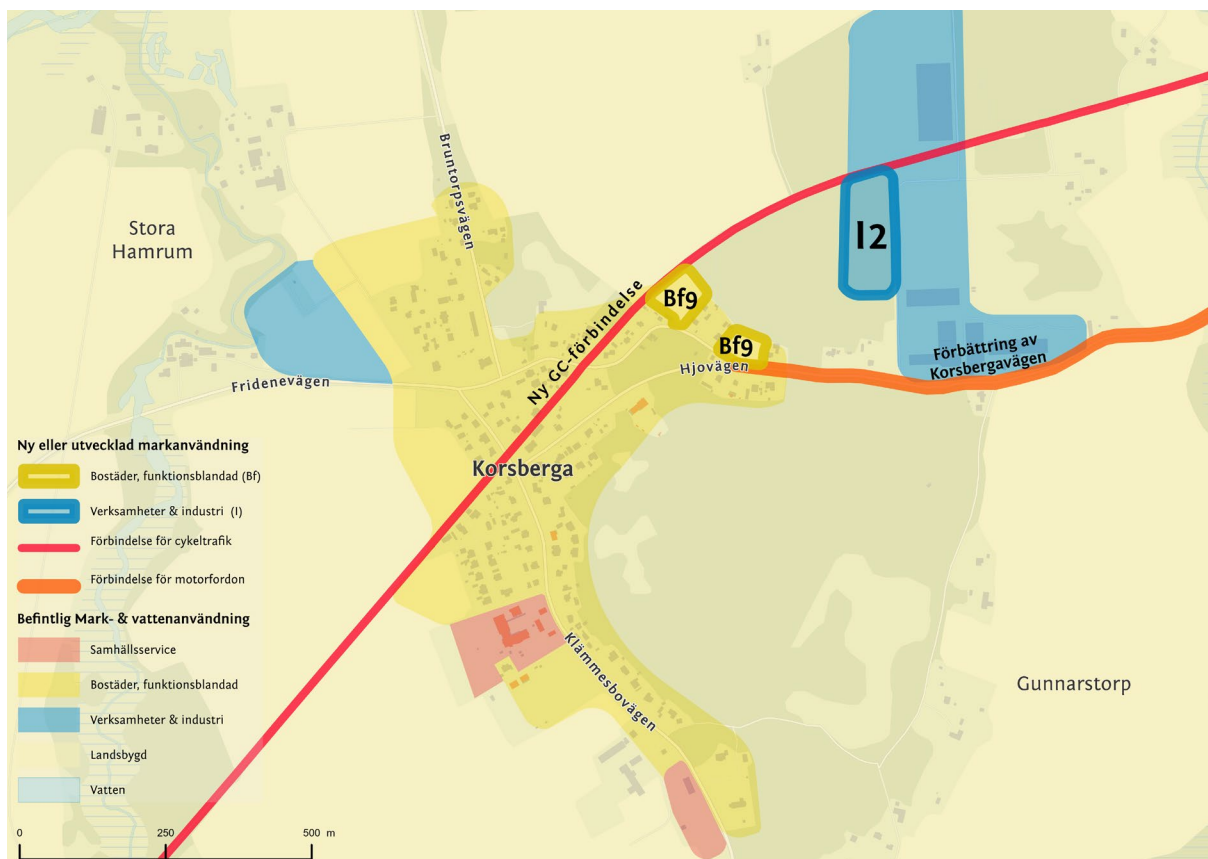 Bruntorpsvägen
Stora
Hamrum
I2
Bf9
Ny GC-förbindelse
Bf9
Förbättring av
Korsbergavägen
Hjovägen
Fridenevägen
Korsberga
Klämmesbovägen
Gunnarstorp
Ny eller utvecklad markanvändning
Bostäder, funktionsblandad (Bf)
Verksamheter & industri (I)
Förbindelse för cykeltrafik
Förbindelse för motorfordon
Befintlig Mark- & vattenanvändning
Samhällsservice
Bostäder, funktionsblandad
Verksamheter & industri
Landsbygd
Vatten
0 250 500 m